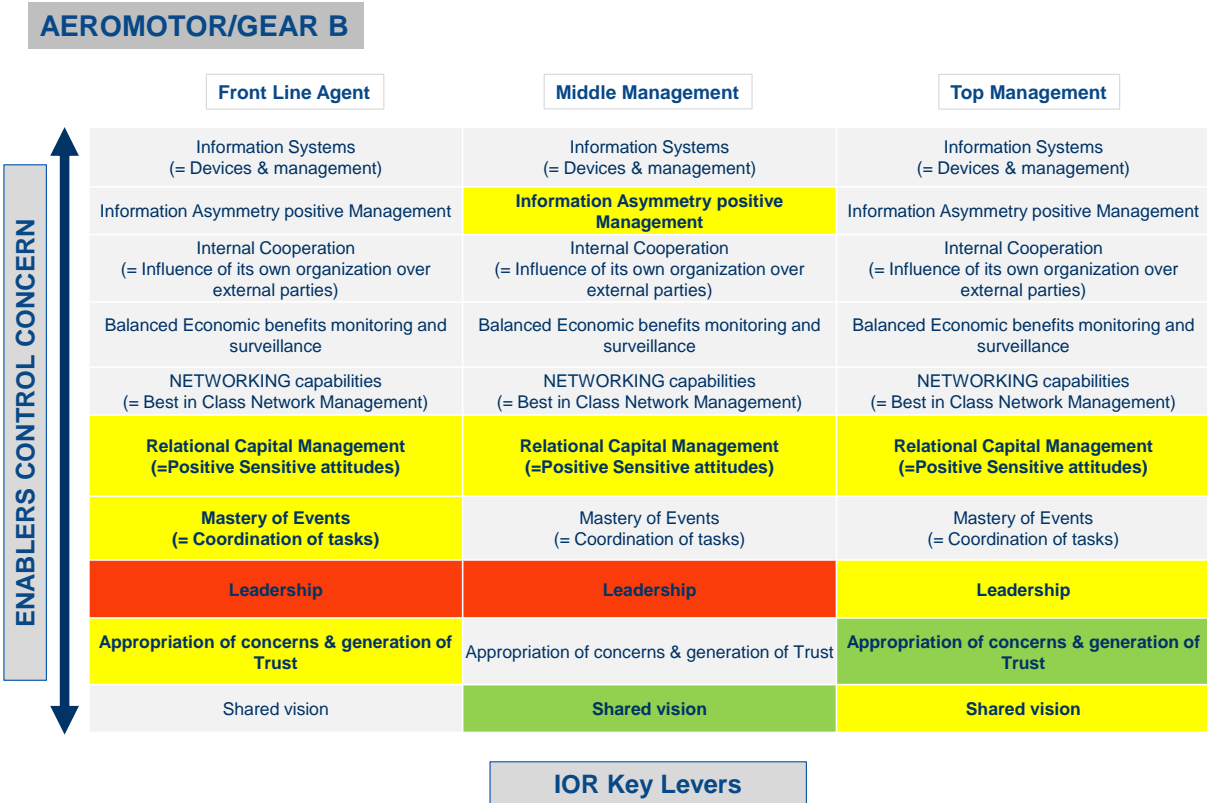 AEROMOTOR/GEAR B
Front Line Agent
Middle Management
Top Management
ENABLERS CONTROL CONCERN
Information Systems
(= Devices & management)
Information Systems
(= Devices & management)
Information Systems
(= Devices & management)
Information Asymmetry positive Management
Information Asymmetry positive
Management
Information Asymmetry positive Management
Internal Cooperation
(= Influence of its own organization over
external parties)
Internal Cooperation
(= Influence of its own organization over
external parties)
Internal Cooperation
(= Influence of its own organization over
external parties)
Balanced Economic benefits monitoring and
surveillance
Balanced Economic benefits monitoring and
surveillance
Balanced Economic benefits monitoring and
surveillance
NETWORKING capabilities
(= Best in Class Network Management)
NETWORKING capabilities
(= Best in Class Network Management)
NETWORKING capabilities
(= Best in Class Network Management)
Relational Capital Management
(=Positive Sensitive attitudes)
Relational Capital Management
(=Positive Sensitive attitudes)
Relational Capital Management
(=Positive Sensitive attitudes)
Mastery of Events
(= Coordination of tasks)
Mastery of Events
(= Coordination of tasks)
Mastery of Events
(= Coordination of tasks)
Leadership
Leadership
Leadership
Appropriation of concerns & generation of
Trust
Appropriation of concerns & generation of Trust
Appropriation of concerns & generation of
Trust
Shared vision
Shared vision
Shared vision
IOR Key Levers